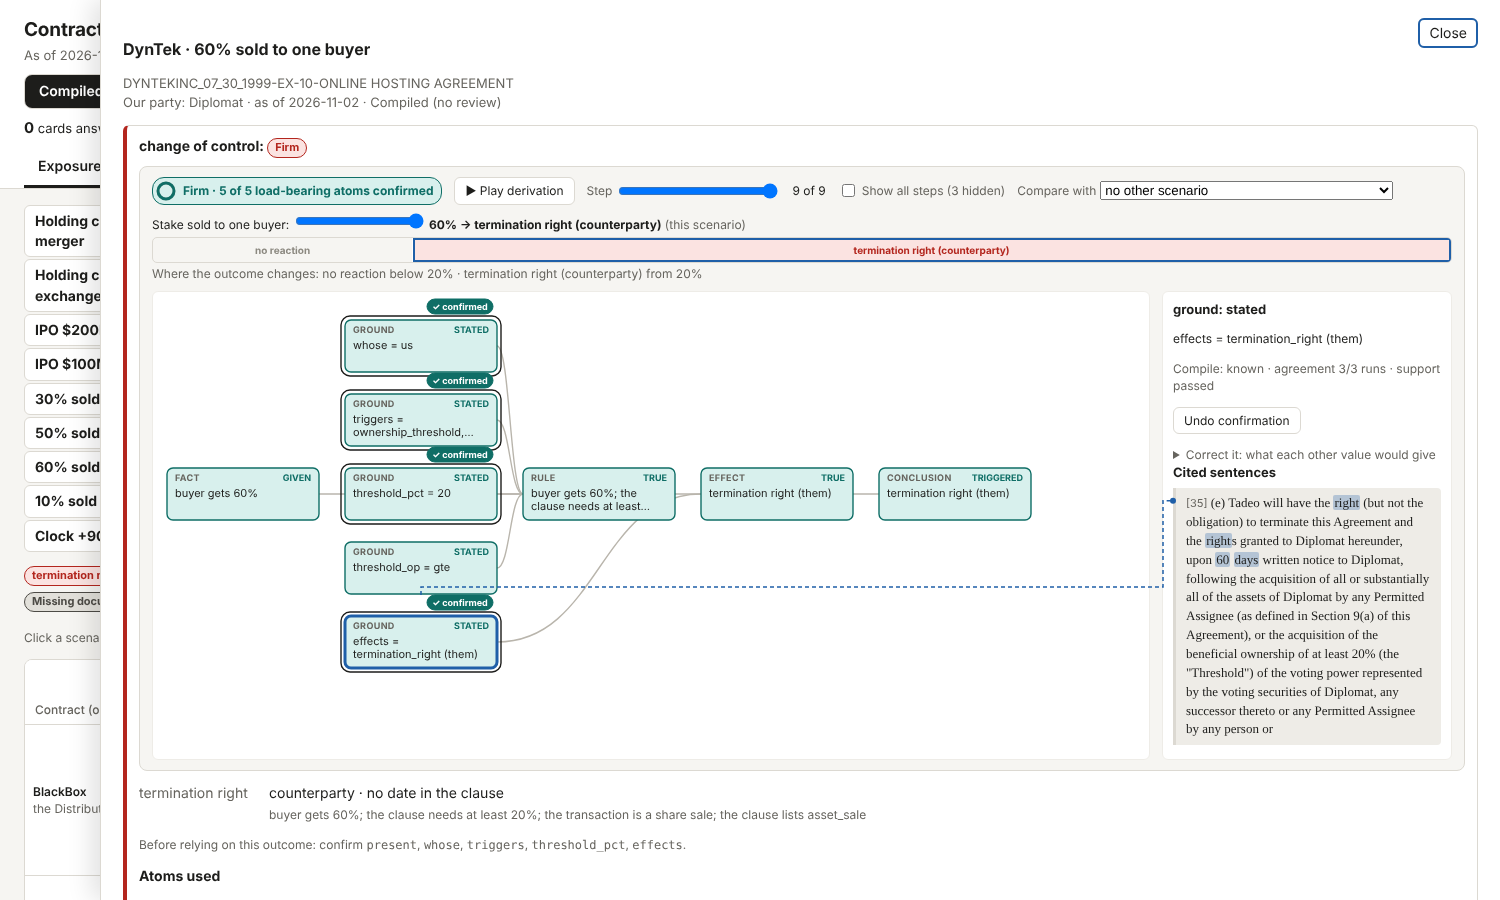 Contract
As of 2026-1
Compiled
0 cards answ
Exposure
Holding c
merger
Holding c
exchange
IPO $200
IPO $100M
30% sold
50% sold
60% sold
10% sold
Clock +90
termination r
Missing docu
Click a scena
Contract (o
BlackBox
the Distribut
Close
DynTek · 60% sold to one buyer
DYNTEKINC_07_30_1999-EX-10-ONLINE HOSTING AGREEMENT
Our party: Diplomat · as of 2026-11-02 · Compiled (no review)
change of control: Firm
Firm · 5 of 5 load-bearing atoms confirmed
▶ Play derivation
Step 9 of 9
Show all steps (3 hidden)
Compare with no other scenario
Stake sold to one buyer: 60% → termination right (counterparty) (this scenario)
no reaction
termination right (counterparty)
Where the outcome changes: no reaction below 20% · termination right (counterparty) from 20%
✓ confirmed
GROUND STATED
whose = us
✓ confirmed
GROUND STATED
triggers =
ownership_threshold,…
✓ confirmed
FACT GIVEN
buyer gets 60%
GROUND STATED
threshold_pct = 20
RULE TRUE
buyer gets 60%; the
clause needs at least…
EFFECT TRUE
termination right (them)
CONCLUSION TRIGGERED
termination right (them)
GROUND STATED
threshold_op = gte
✓ confirmed
GROUND STATED
effects =
termination_right (them)
ground: stated
effects = termination_right (them)
Compile: known · agreement 3/3 runs · support
passed
Undo confirmation
▶ Correct it: what each other value would give
Cited sentences
[35] (e) Tadeo will have the right (but not the
obligation) to terminate this Agreement and
the rights granted to Diplomat hereunder,
upon 60 days written notice to Diplomat,
following the acquisition of all or substantially
all of the assets of Diplomat by any Permitted
Assignee (as defined in Section 9(a) of this
Agreement), or the acquisition of the
beneficial ownership of at least 20% (the
"Threshold") of the voting power represented
by the voting securities of Diplomat, any
successor thereto or any Permitted Assignee
by any person or
termination right
counterparty · no date in the clause
buyer gets 60%; the clause needs at least 20%; the transaction is a share sale; the clause lists asset_sale
Before relying on this outcome: confirm present, whose, triggers, threshold_pct, effects.
Atoms used